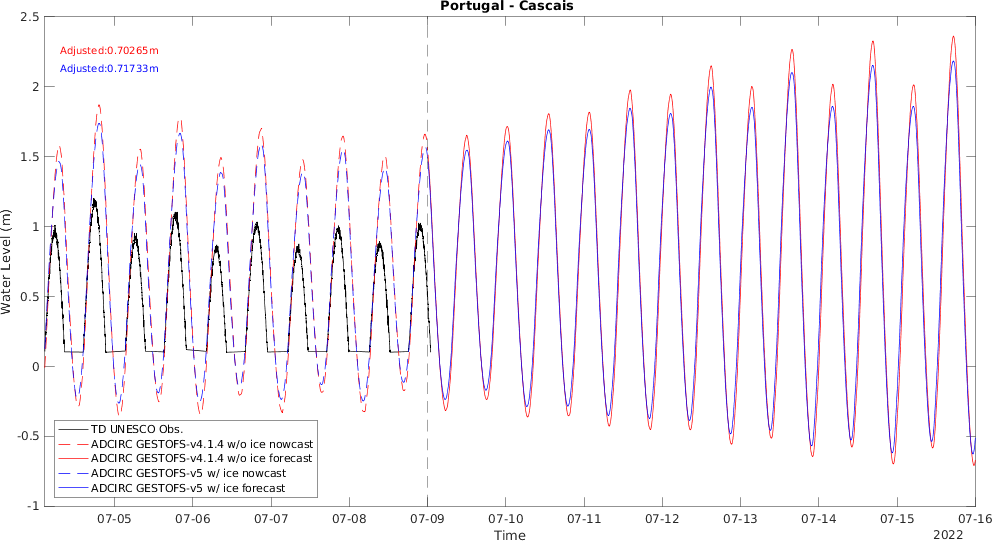 Portugal - Cascais
2.5
Adjusted:0.70265m
Adjusted:0.71733m
2
1.5
1
0.5
0
-0.5
-1
Water Level (m)
TD UNESCO Obs.
ADCIRC GESTOFS-v4.1.4 w/o ice nowcast
ADCIRC GESTOFS-v4.1.4 w/o ice forecast
ADCIRC GESTOFS-v5 w/ ice nowcast
ADCIRC GESTOFS-v5 w/ ice forecast
07-05 07-06 07-07 07-08 07-09 07-10 07-11 07-12 07-13 07-14 07-15 07-16
Time
2022